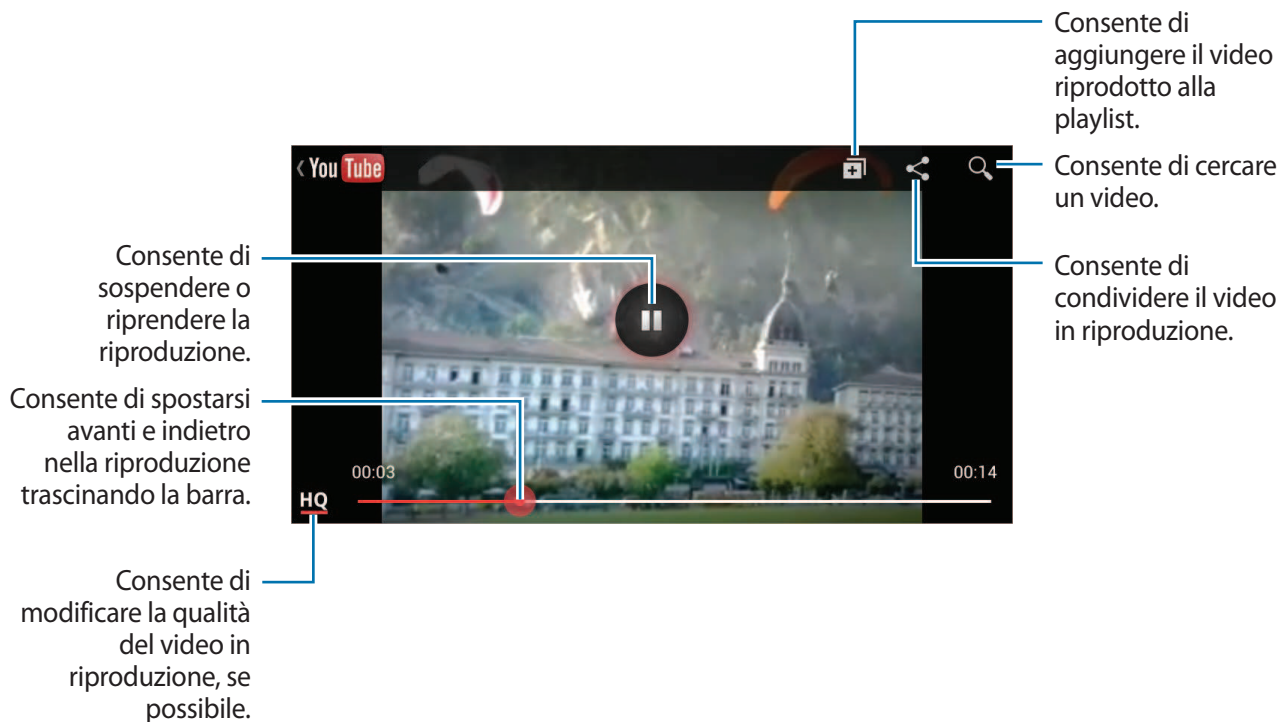 Consente di
aggiungere il video
riprodotto alla
playlist.
You Tube
Consente di cercare
un video.
Consente di
condividere il video
in riproduzione.
Consente di
sospendere o
riprendere la
riproduzione.
Consente di spostarsi
avanti e indietro
nella riproduzione
trascinando la barra.
00:03
00:14
HQ
Consente di
modificare la qualità
del video in
riproduzione, se
possibile.